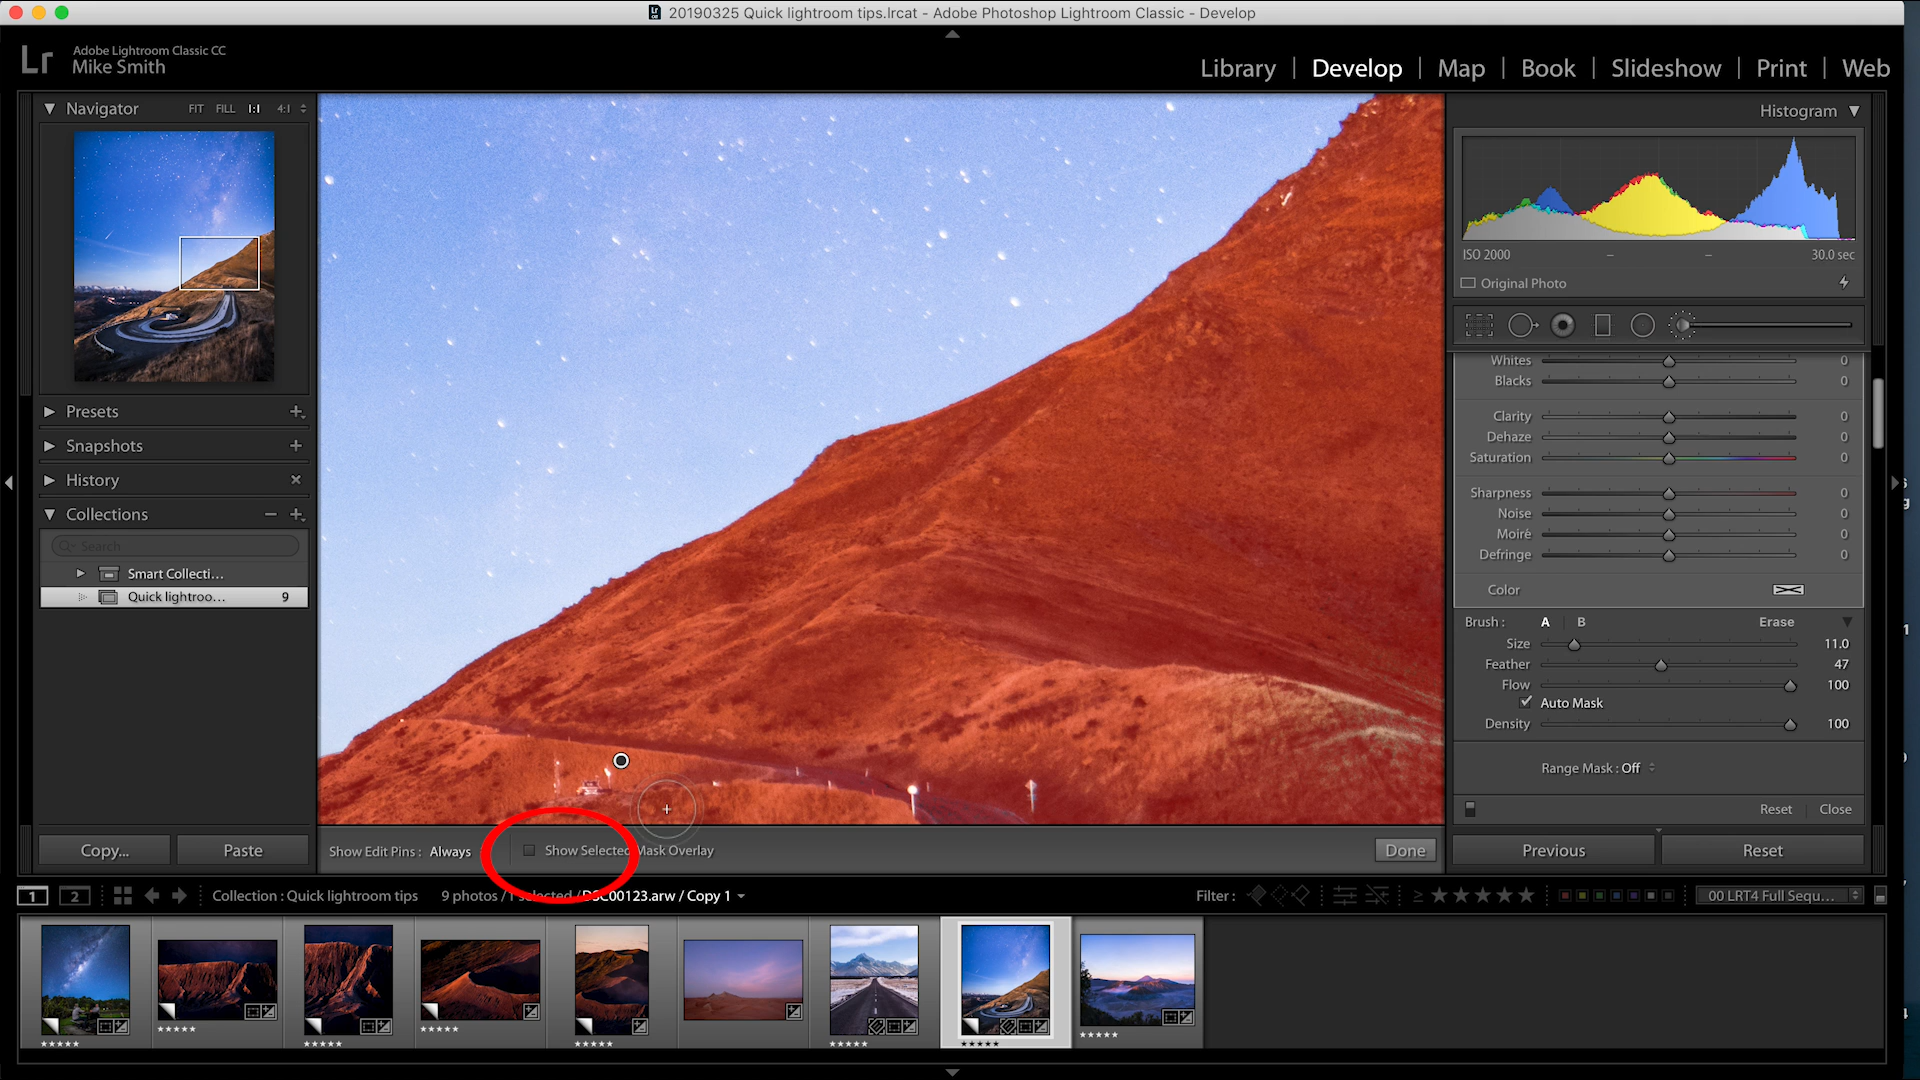 20190325 Quick lightroom tips.lrcat - Adobe Photoshop Lightroom Classic - Develop
Lr
Adobe Lightroom Classic CC
Mike Smith
Library | Develop | Map | Book | Slideshow | Print | Web
Navigator FIT FILL 1:1 4:1
Presets
Snapshots
History
Collections
Search
Smart Collecti...
Quick lightroo... 9
Copy... Paste
Show Edit Pins : Always Show Selected Mask Overlay Done
Histogram
ISO 2000 – – 30.0 sec
Original Photo
Whites 0
Blacks 0
Clarity 0
Dehaze 0
Saturation 0
Sharpness 0
Noise 0
Moiré 0
Defringe 0
Color
Brush : A B Erase
Size 11.0
Feather 47
Flow 100
Auto Mask
Density 100
Range Mask : Off
Reset Close
Previous Reset
1 2 Collection : Quick lightroom tips 9 photos / 1 selected / DSC00123.arw / Copy 1 Filter : ≥ ★★★★★ 00 LRT4 Full Sequ...